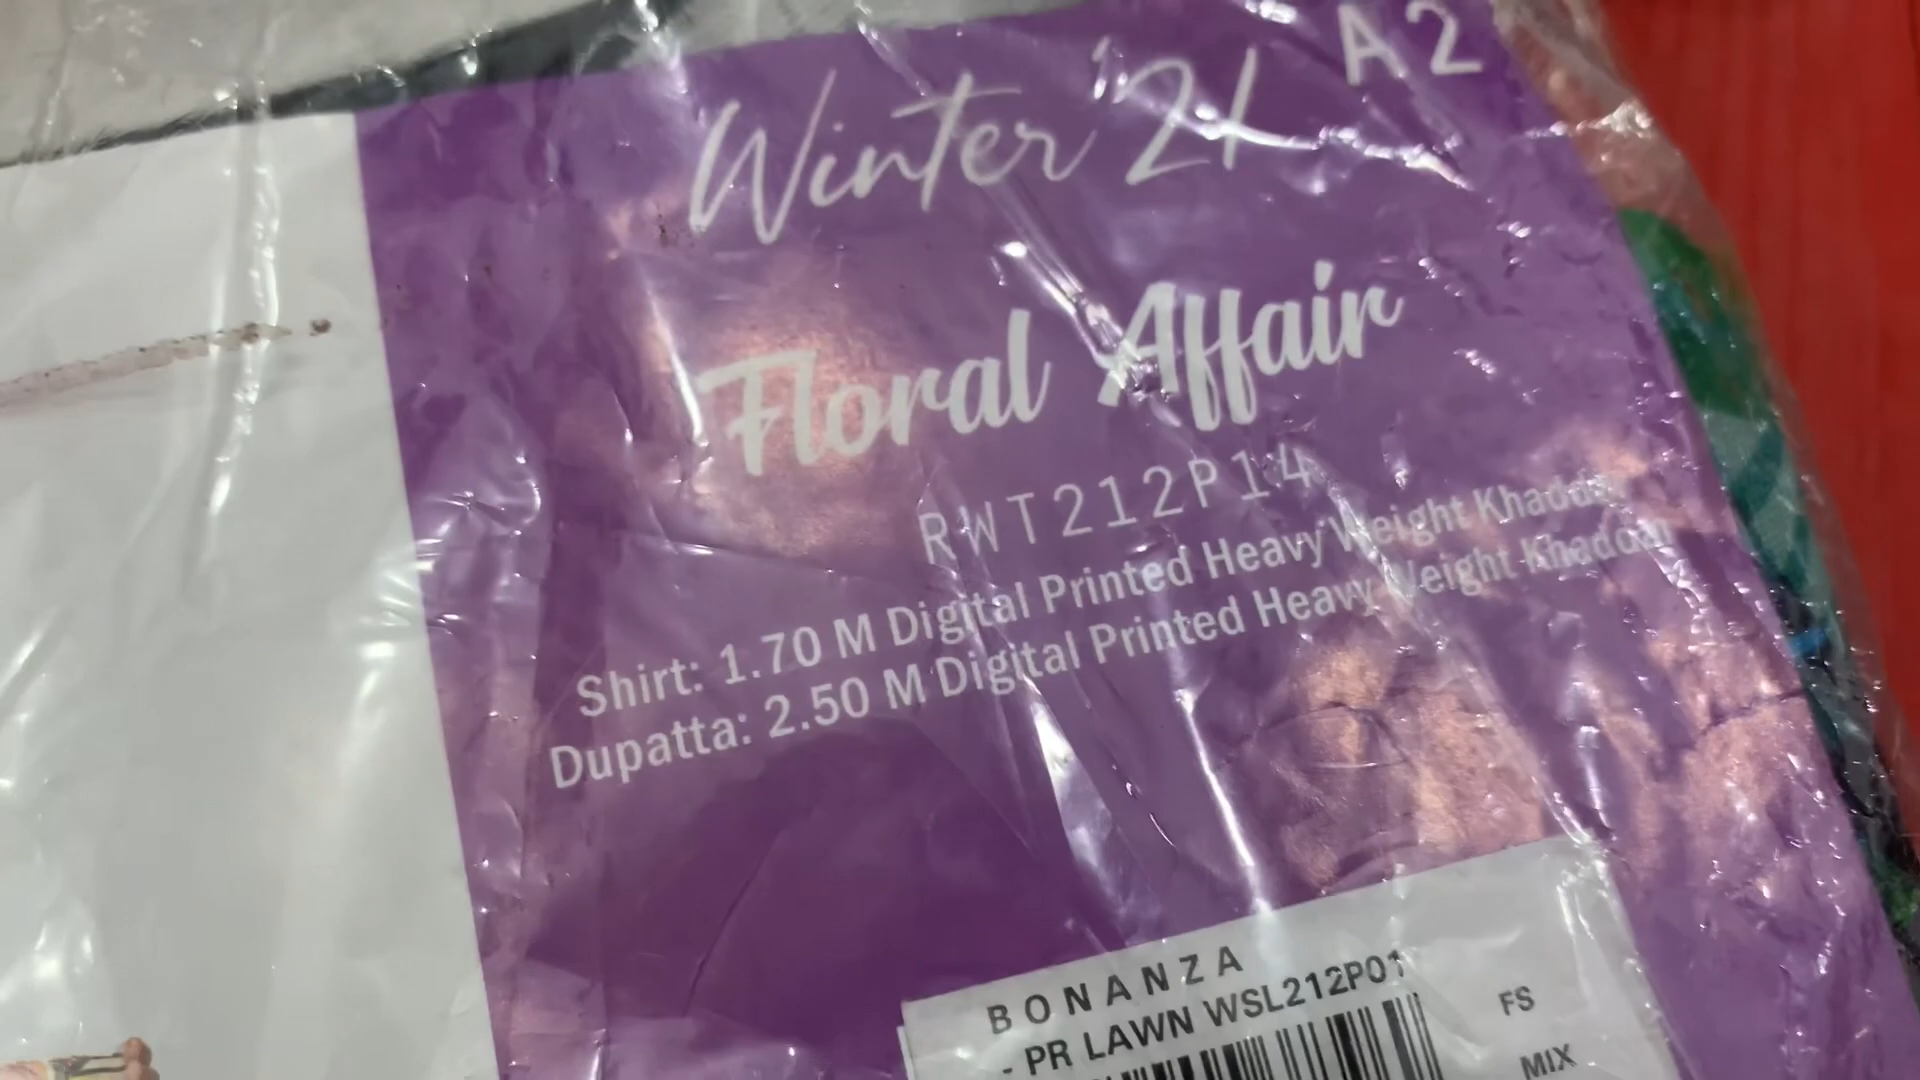 A2
Winter '21
Floral Affair
RWT212P14
Shirt: 1.70 M Digital Printed Heavy Weight Khaddar
Dupatta: 2.50 M Digital Printed Heavy Weight Khaddar
BONANZA
- PR LAWN WSL212P01
FS
MIX